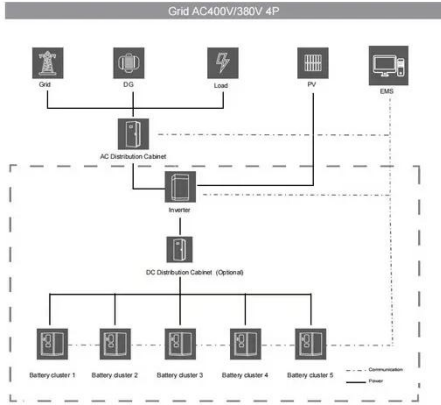 Grid AC400V/380V 4P
Grid
DG
Load
PV
EMS
AC Distribution Cabinet
Inverter
DC Distribution Cabinet (Optional)
Battery cluster 1
Battery cluster 2
Battery cluster 3
Battery cluster 4
Battery cluster 5
Communication
Power